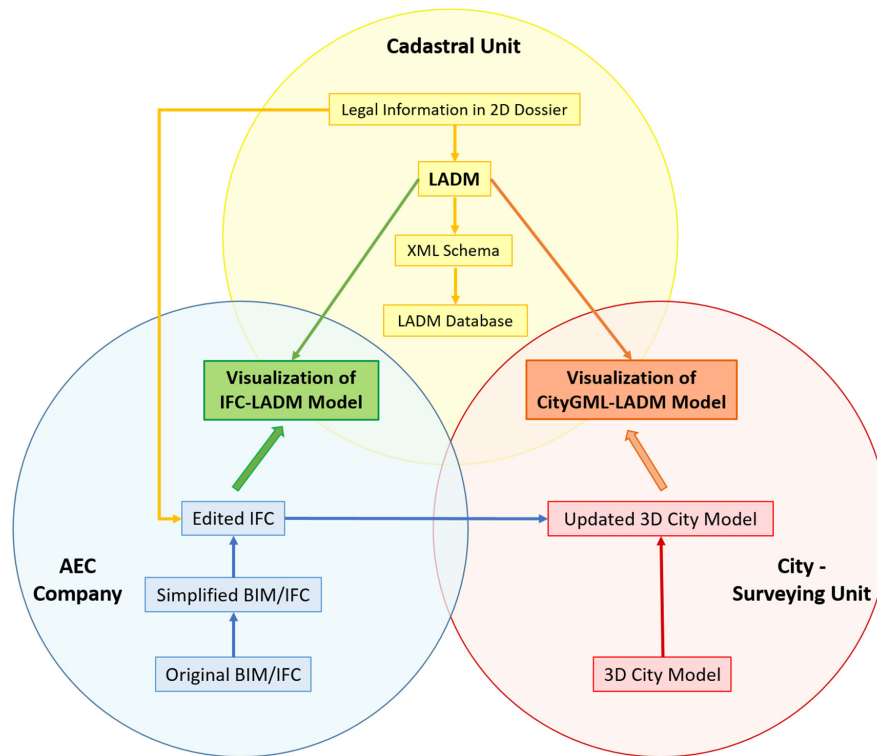 Cadastral Unit
Legal Information in 2D Dossier
LADM
XML Schema
LADM Database
Visualization of
IFC-LADM Model
Visualization of
CityGML-LADM Model
Edited IFC
Updated 3D City Model
AEC
Company
City -
Surveying Unit
Simplified BIM/IFC
Original BIM/IFC
3D City Model